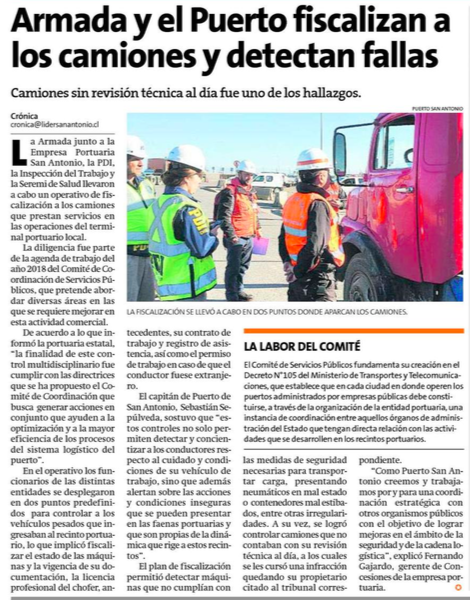 Armada y el Puerto fiscalizan a
los camiones y detectan fallas
Camiones sin revisión técnica al día fue uno de los hallazgos.
PUERTO SAN ANTONIO
Crónica
cronica@lidersanantonio.cl
La Armada junto a la
Empresa Portuaria
San Antonio, la PDI,
la Inspección del Trabajo y
la Seremi de Salud llevaron
a cabo un operativo de fis-
calización a los camiones
que prestan servicios en
las operaciones del termi-
nal portuario local.
La diligencia fue parte
de la agenda de trabajo del
año 2018 del Comité de Co-
ordinación de Servicios Pú-
blicos, que pretende abor-
dar diversas áreas en las
que se requiere mejorar en
esta actividad comercial.
De acuerdo a lo que in-
formó la portuaria estatal,
"la finalidad de este control
multidisciplinario fue
cumplir con las directrices
que se ha propuesto el Co-
mité de Coordinación que
busca generar acciones en
conjunto que ayuden a la
optimización y a la mayor
eficiencia de los procesos
del sistema logístico del
puerto".
En el operativo los fun-
cionarios de las distintas
entidades se desplegaron
en dos puntos predefini-
dos para controlar a los
vehículos pesados que in-
gresaban al recinto portua-
rio, lo que implicó fiscali-
zar el estado de las máqui-
nas y la vigencia de su do-
cumentación, la licencia
profesional del chofer, an-
LA FISCALIZACIÓN SE LLEVÓ A CABO EN DOS PUNTOS DONDE APARCAN LOS CAMIONES.
tecedentes, su contrato de
trabajo y registro de asis-
tencia, así como el permiso
de trabajo en caso de que el
conductor fuese extranje-
ro.
El capitán de Puerto de
San Antonio, Sebastián Se-
púlveda, sostuvo que "es-
tos controles no solo per-
miten detectar y concien-
tizar a los conductores res-
pecto al cuidado y condi-
ciones de su vehículo de
trabajo, sino que además
alertan sobre las acciones
y condiciones inseguras
que se pueden presentar
en las faenas portuarias y
que son propias de la diná-
mica que rige a estos recin-
tos".
El plan de fiscalización
permitió detectar máqui-
nas que no cumplían con
LA LABOR DEL COMITÉ
El Comité de Servicios Públicos fundamenta su creación en el
Decreto N°105 del Ministerio de Transportes y Telecomunica-
ciones, que establece que en cada ciudad en donde operen los
puertos administrados por empresas públicas debe consti-
tuirse, a través de la organización de la entidad portuaria, una
instancia de coordinación entre aquellos órganos de adminis-
tración del Estado que tengan directa relación con las activi-
dades que se desarrollen en los recintos portuarios.
las medidas de seguridad
necesarias para transpor-
tar carga, presentando
neumáticos en mal estado
o contenedores mal estiba-
dos, entre otras irregulari-
dades. A su vez, se logró
controlar camiones que no
contaban con su revisión
técnica al día, a los cuales
se les cursó una infracción
quedando su propietario
citado al tribunal corres-
pondiente.
"Como Puerto San An-
tonio creemos y trabaja-
mos por y para una coordi-
nación estratégica con
otros organismos públicos
con el objetivo de lograr
mejoras en el ámbito de la
seguridad y de la cadena lo-
gística", explicó Fernando
Gajardo, gerente de Con-
cesiones de la empresa por-
tuaria.